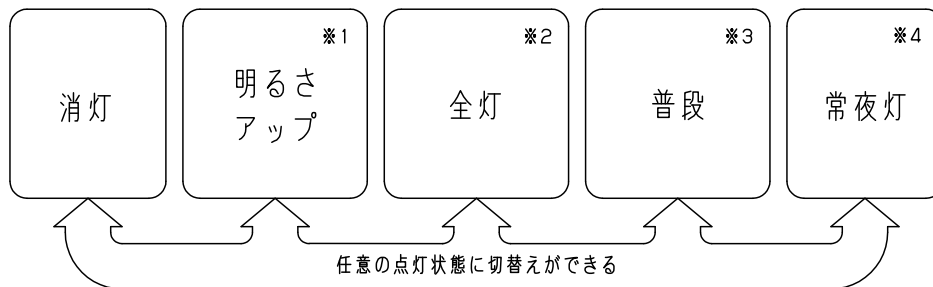 消灯
※1
明るさ
アップ
※2
全灯
※3
普段
※4
常夜灯
任意の点灯状態に切替えができる